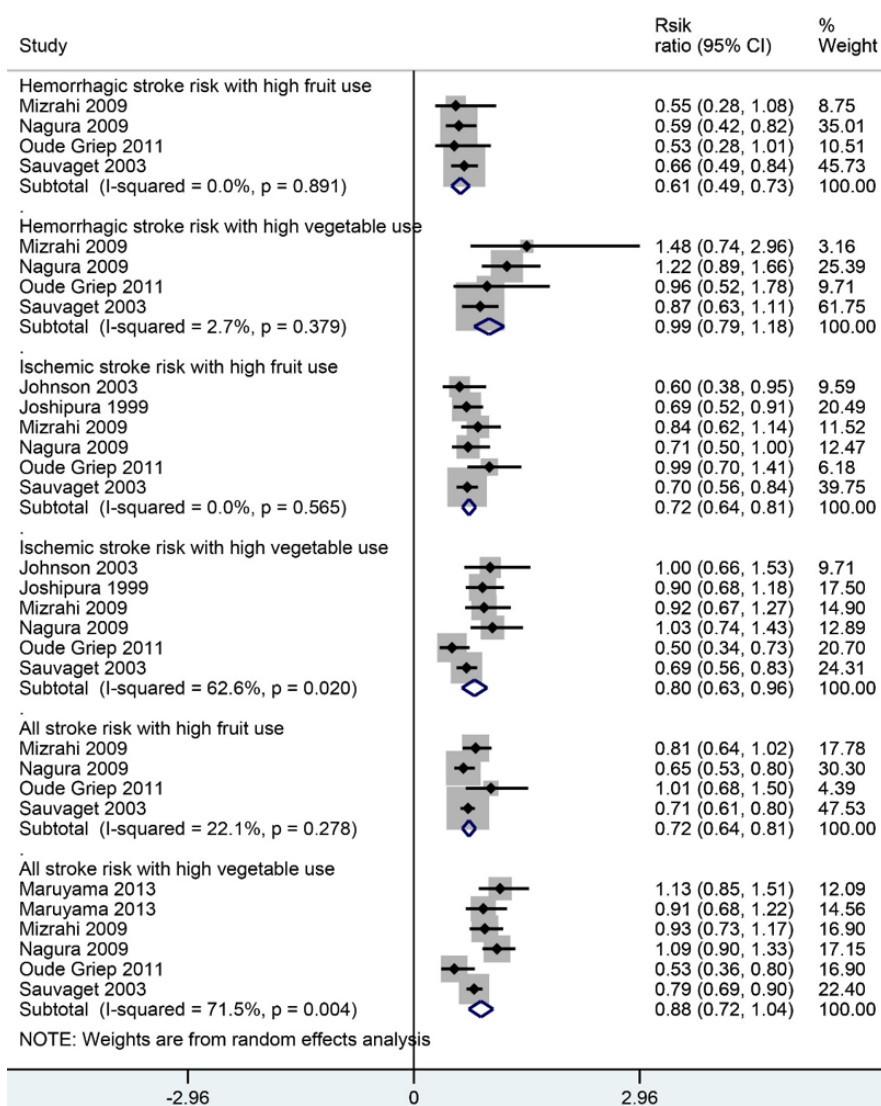 Study Rsik ratio (95% CI) % Weight
Hemorrhagic stroke risk with high fruit use
Mizrahi 2009 0.55 (0.28, 1.08) 8.75
Nagura 2009 0.59 (0.42, 0.82) 35.01
Oude Griep 2011 0.53 (0.28, 1.01) 10.51
Sauvaget 2003 0.66 (0.49, 0.84) 45.73
Subtotal (I-squared = 0.0%, p = 0.891) 0.61 (0.49, 0.73) 100.00
.
Hemorrhagic stroke risk with high vegetable use
Mizrahi 2009 1.48 (0.74, 2.96) 3.16
Nagura 2009 1.22 (0.89, 1.66) 25.39
Oude Griep 2011 0.96 (0.52, 1.78) 9.71
Sauvaget 2003 0.87 (0.63, 1.11) 61.75
Subtotal (I-squared = 2.7%, p = 0.379) 0.99 (0.79, 1.18) 100.00
.
Ischemic stroke risk with high fruit use
Johnson 2003 0.60 (0.38, 0.95) 9.59
Joshipura 1999 0.69 (0.52, 0.91) 20.49
Mizrahi 2009 0.84 (0.62, 1.14) 11.52
Nagura 2009 0.71 (0.50, 1.00) 12.47
Oude Griep 2011 0.99 (0.70, 1.41) 6.18
Sauvaget 2003 0.70 (0.56, 0.84) 39.75
Subtotal (I-squared = 0.0%, p = 0.565) 0.72 (0.64, 0.81) 100.00
.
Ischemic stroke risk with high vegetable use
Johnson 2003 1.00 (0.66, 1.53) 9.71
Joshipura 1999 0.90 (0.68, 1.18) 17.50
Mizrahi 2009 0.92 (0.67, 1.27) 14.90
Nagura 2009 1.03 (0.74, 1.43) 12.89
Oude Griep 2011 0.50 (0.34, 0.73) 20.70
Sauvaget 2003 0.69 (0.56, 0.83) 24.31
Subtotal (I-squared = 62.6%, p = 0.020) 0.80 (0.63, 0.96) 100.00
.
All stroke risk with high fruit use
Mizrahi 2009 0.81 (0.64, 1.02) 17.78
Nagura 2009 0.65 (0.53, 0.80) 30.30
Oude Griep 2011 1.01 (0.68, 1.50) 4.39
Sauvaget 2003 0.71 (0.61, 0.80) 47.53
Subtotal (I-squared = 22.1%, p = 0.278) 0.72 (0.64, 0.81) 100.00
.
All stroke risk with high vegetable use
Maruyama 2013 1.13 (0.85, 1.51) 12.09
Maruyama 2013 0.91 (0.68, 1.22) 14.56
Mizrahi 2009 0.93 (0.73, 1.17) 16.90
Nagura 2009 1.09 (0.90, 1.33) 17.15
Oude Griep 2011 0.53 (0.36, 0.80) 16.90
Sauvaget 2003 0.79 (0.69, 0.90) 22.40
Subtotal (I-squared = 71.5%, p = 0.004) 0.88 (0.72, 1.04) 100.00
NOTE: Weights are from random effects analysis
-2.96 0 2.96